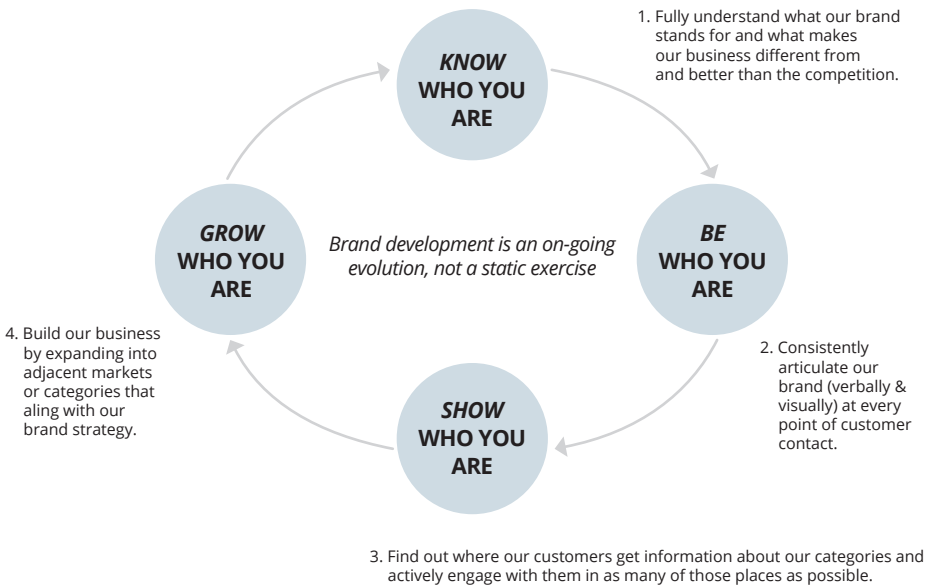 KNOW
WHO YOU
ARE
1. Fully understand what our brand
stands for and what makes
our business different from
and better than the competition.
BE
WHO YOU
ARE
2. Consistently
articulate our
brand (verbally &
visually) at every
point of customer
contact.
SHOW
WHO YOU
ARE
3. Find out where our customers get information about our categories and
actively engage with them in as many of those places as possible.
GROW
WHO YOU
ARE
4. Build our business
by expanding into
adjacent markets
or categories that
aling with our
brand strategy.
Brand development is an on-going
evolution, not a static exercise